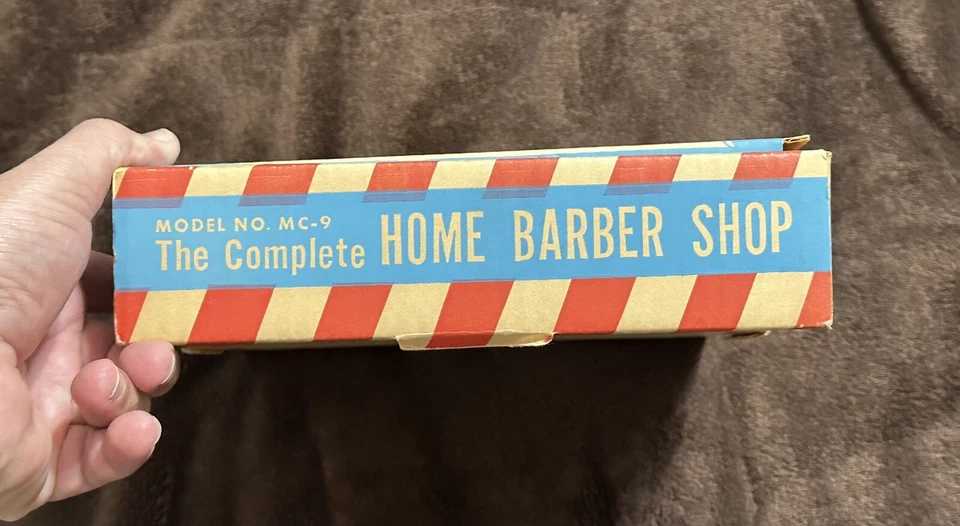 MODEL NO. MC-9
The Complete HOME BARBER SHOP